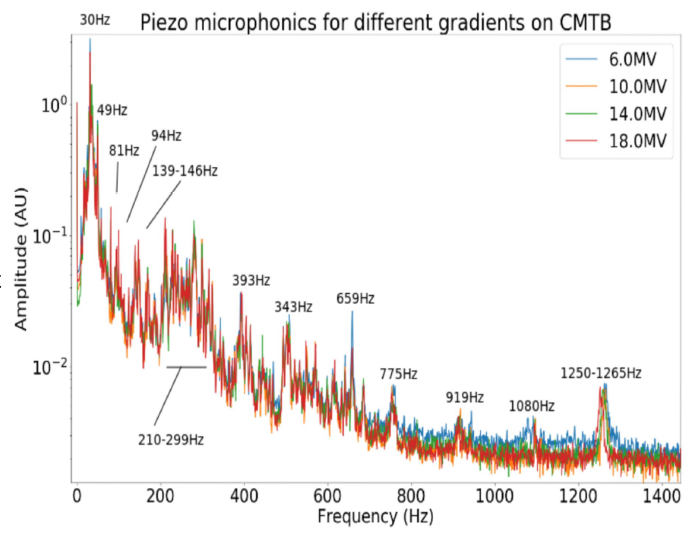 30Hz
Piezo microphonics for different gradients on CMTB
6.0MV
10.0MV
14.0MV
18.0MV
49Hz
94Hz
81Hz
139-146Hz
393Hz
343Hz
659Hz
775Hz
919Hz
1080Hz
1250-1265Hz
210-299Hz
10⁰
10⁻¹
10⁻²
Amplitude (AU)
0 200 400 600 800 1000 1200 1400
Frequency (Hz)